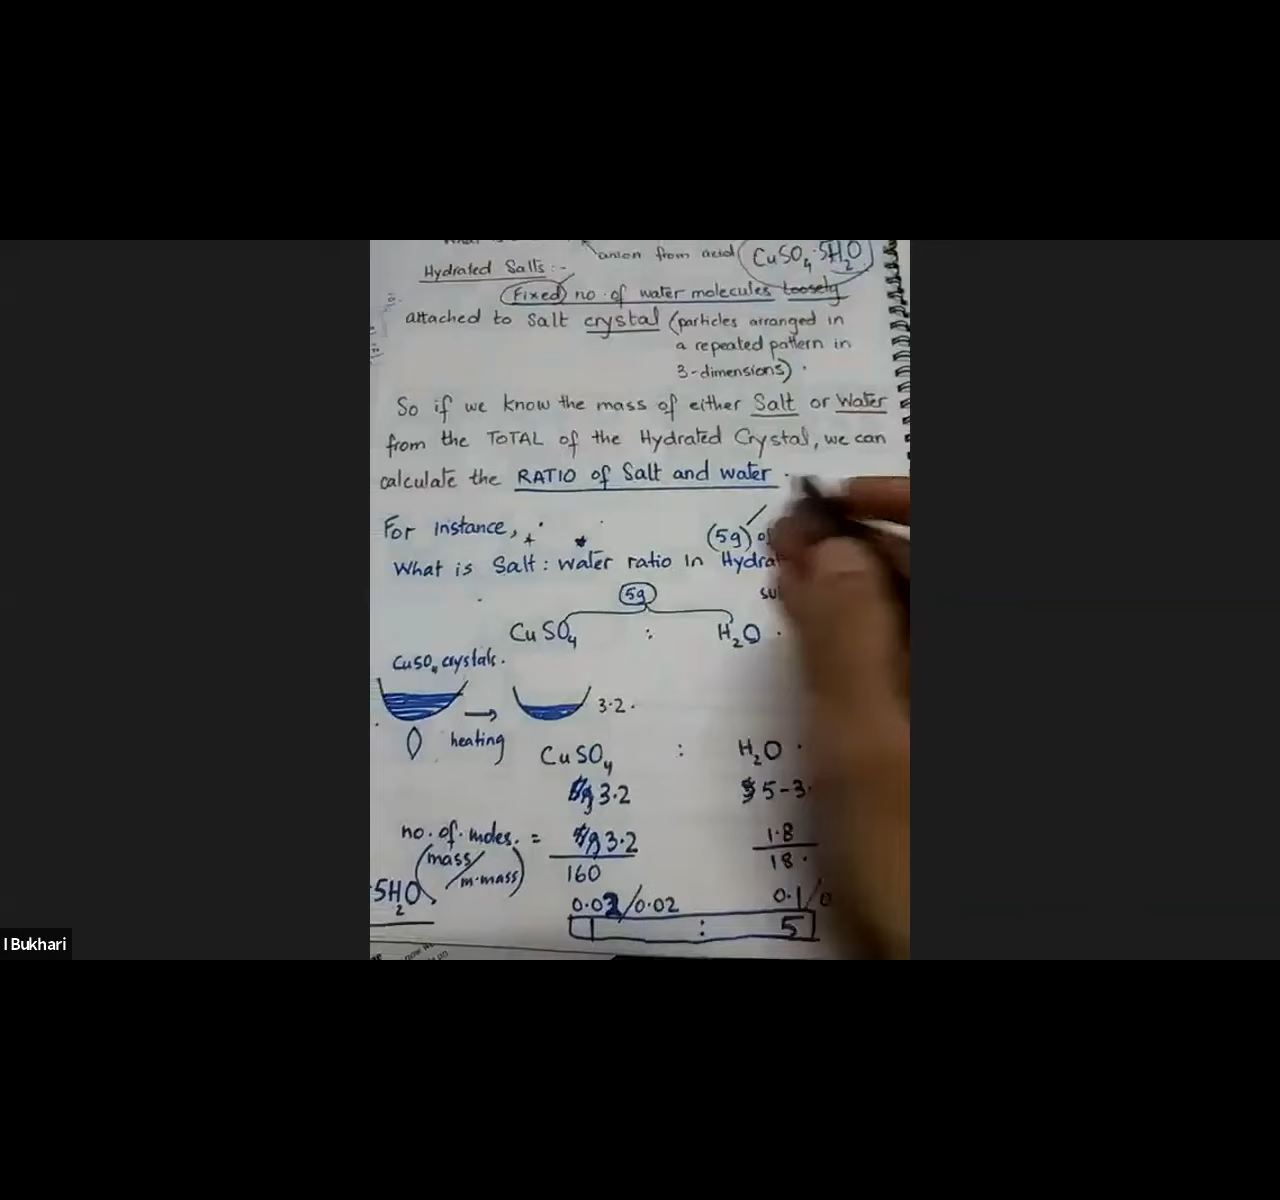 anion from acid CuSO4.5H2O
Hydrated Salts :-
Fixed no. of water molecules loosely
attached to Salt crystal (particles arranged in
a repeated pattern in
3-dimensions).
So if we know the mass of either Salt or Water
from the TOTAL of the Hydrated Crystal, we can
calculate the RATIO of Salt and water.
For instance,
(5g) of
What is Salt : water ratio in Hydra
5g
su
CuSO4 : H2O
CuSO4 crystals.
3.2.
heating
CuSO4 : H2O
3.2 5-3.
no. of moles. = 3.2 1.8
(mass/m.mass) 160 18.
5H2O
0.02/0.02 0.1/0
1 : 5
I Bukhari